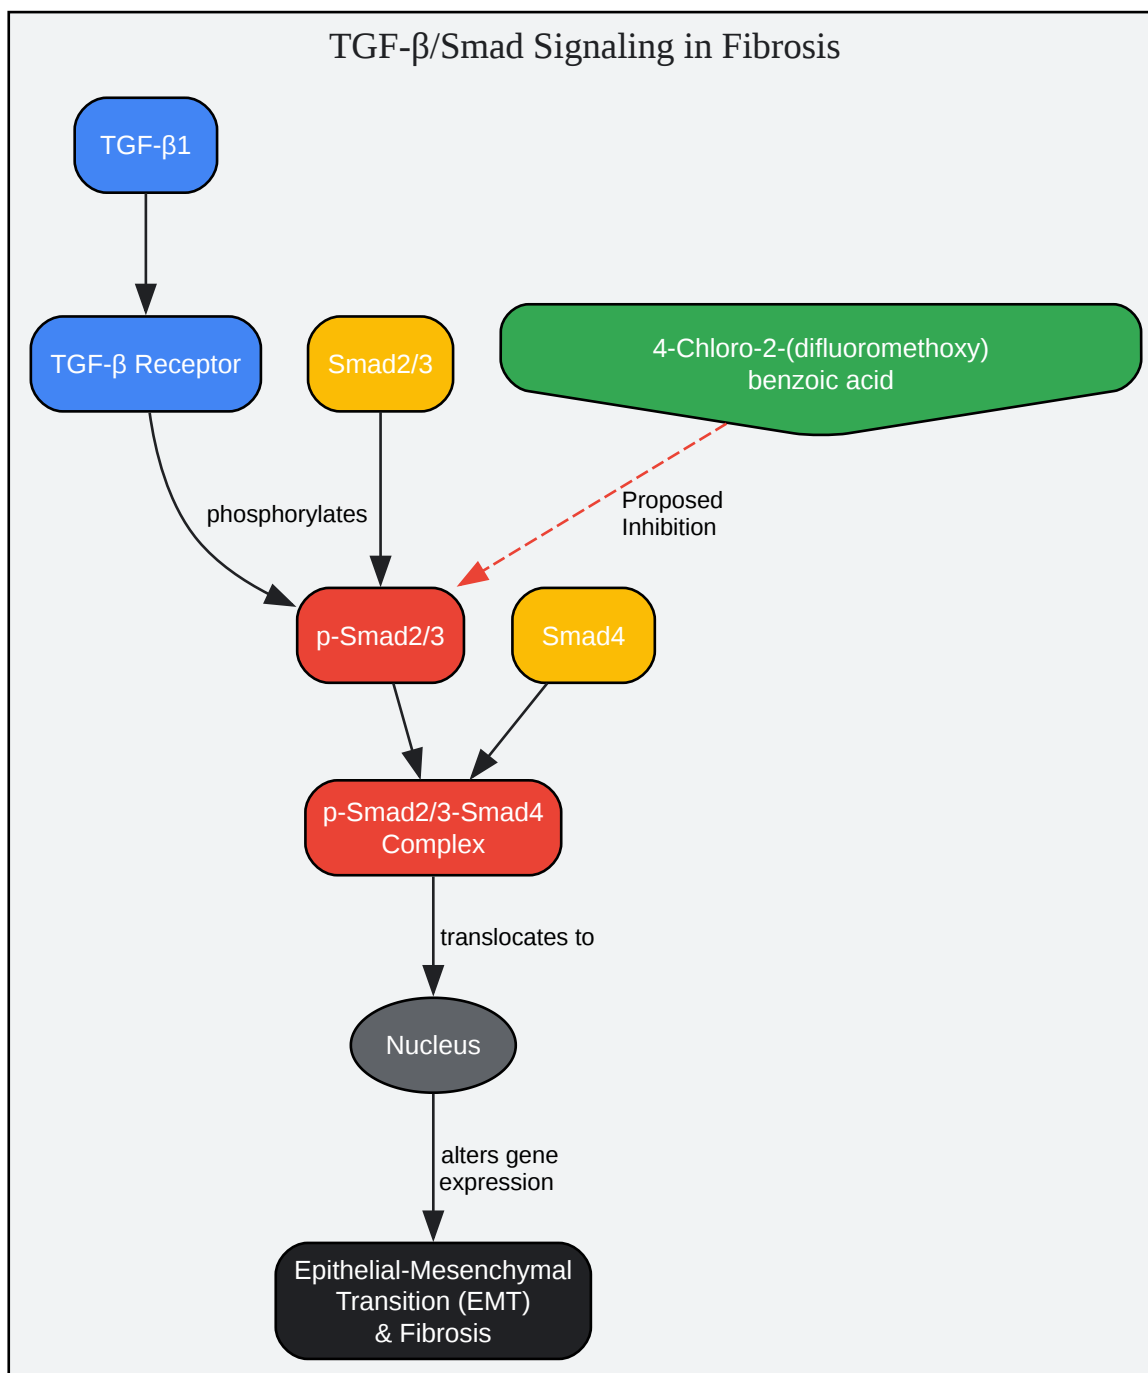 TGF-β/Smad Signaling in Fibrosis
TGF-β1
TGF-β Receptor
Smad2/3
4-Chloro-2-(difluoromethoxy)
benzoic acid
phosphorylates
Proposed
Inhibition
p-Smad2/3
Smad4
p-Smad2/3-Smad4
Complex
translocates to
Nucleus
alters gene
expression
Epithelial-Mesenchymal
Transition (EMT)
& Fibrosis